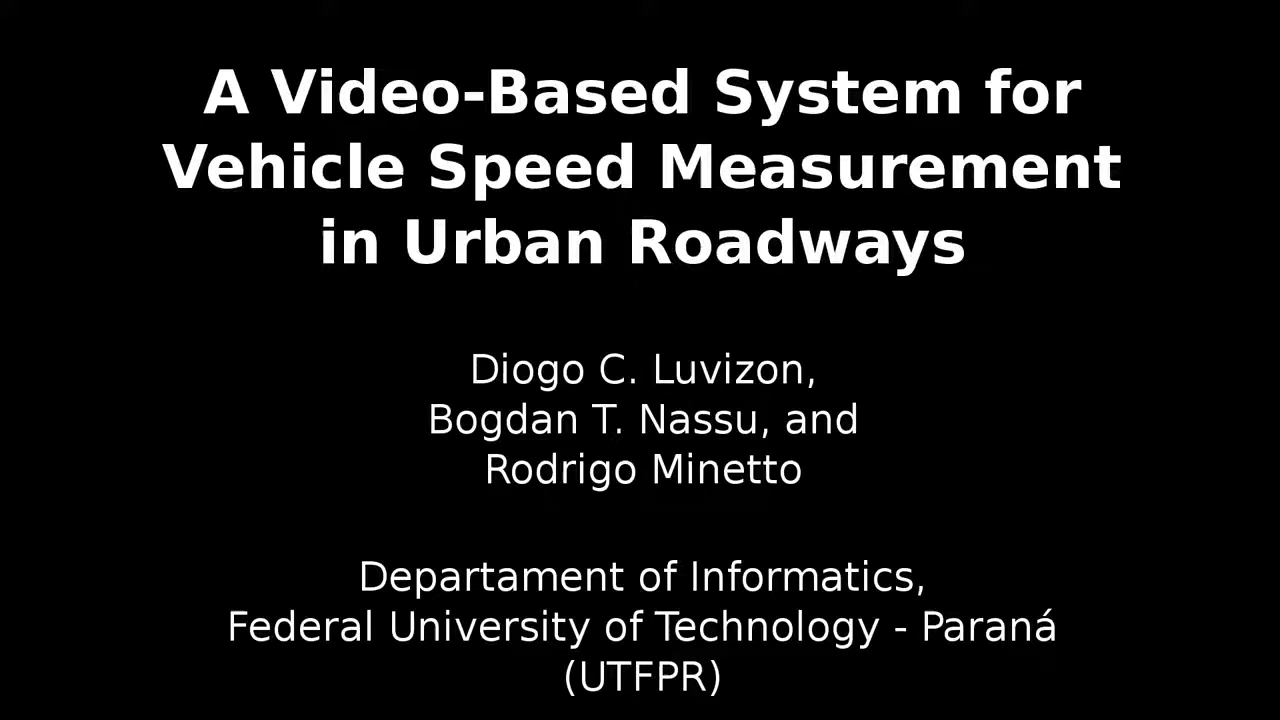 A Video-Based System for
Vehicle Speed Measurement
in Urban Roadways
Diogo C. Luvizon,
Bogdan T. Nassu, and
Rodrigo Minetto
Departament of Informatics,
Federal University of Technology - Paraná
(UTFPR)